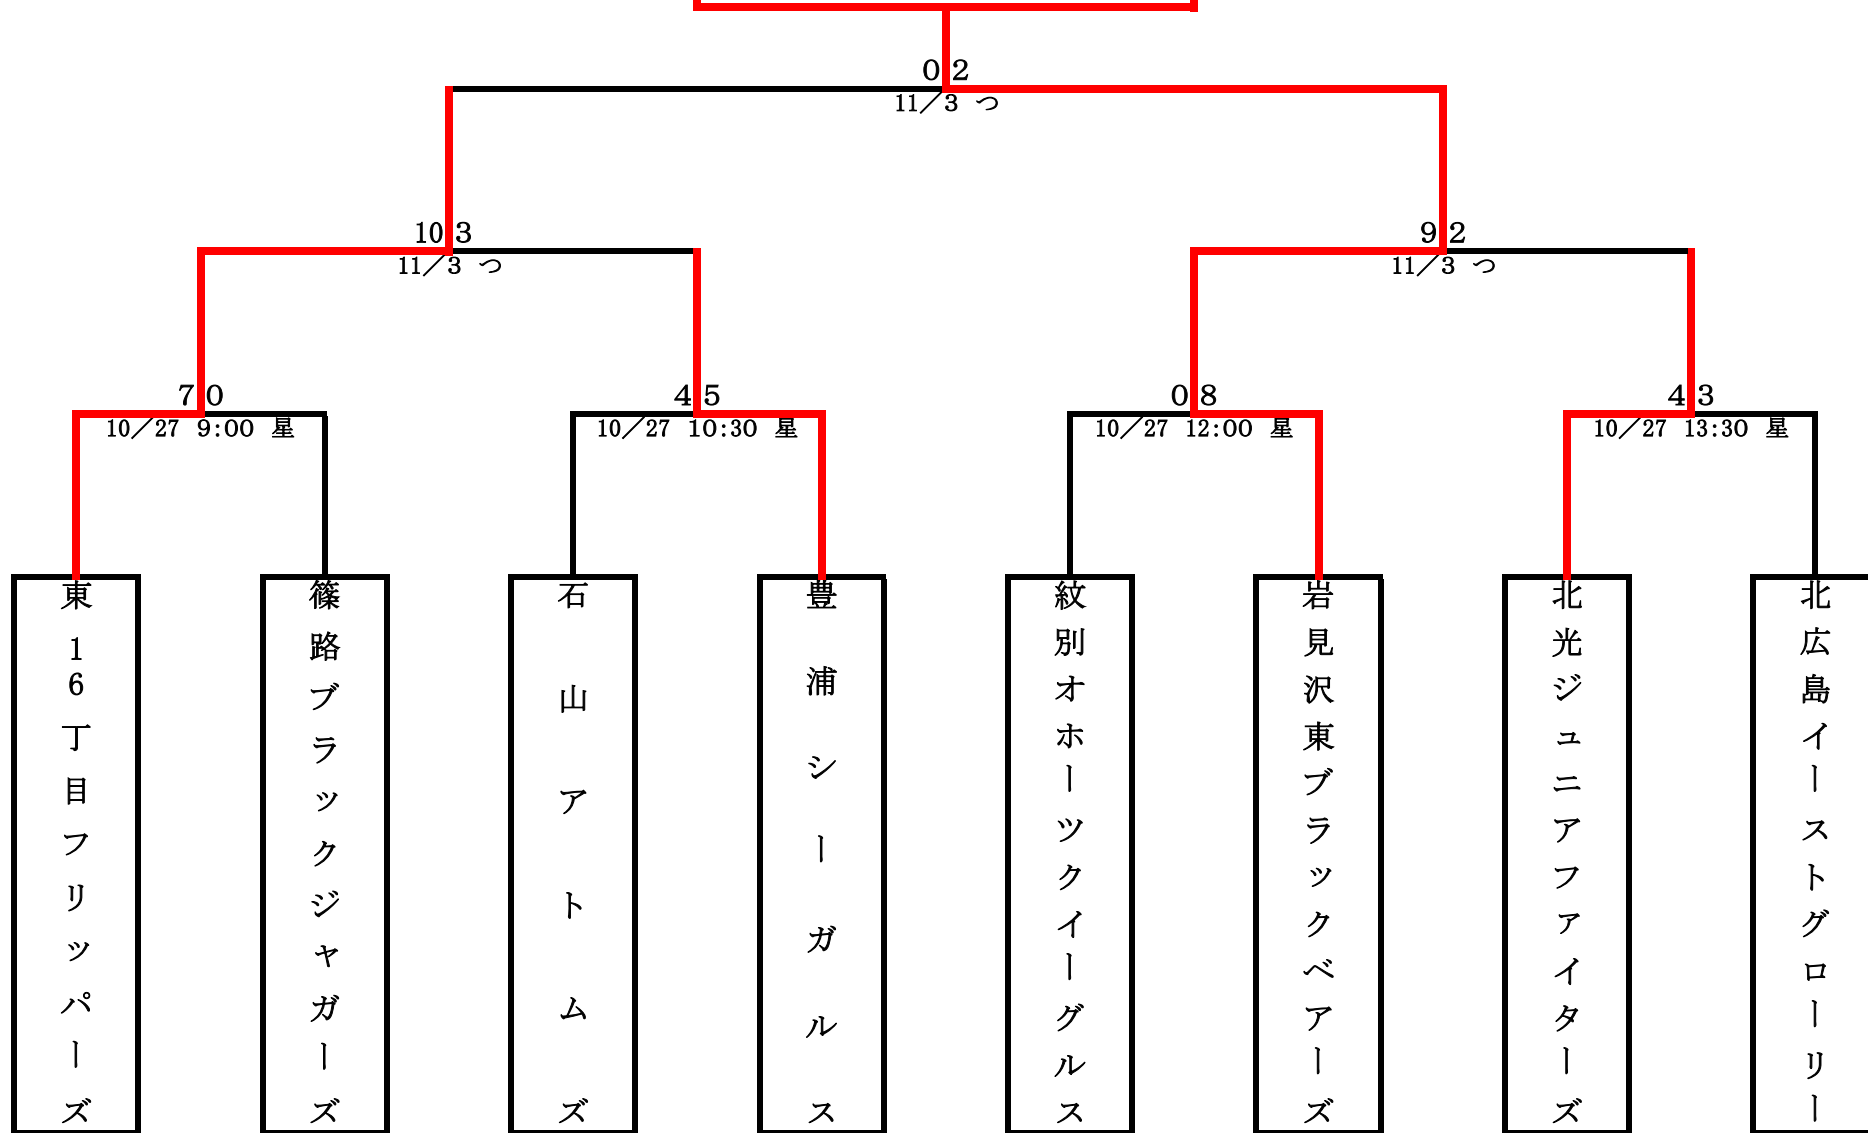 0 2
11／3 つ
10 3
11／3 つ
9 2
11／3 つ
7 0
10／27 9:00 星
4 5
10／27 10:30 星
0 8
10／27 12:00 星
4 3
10／27 13:30 星
東16丁目フリッパーズ
篠路ブラックジャガーズ
石山アトムズ
豊浦シーガルス
紋別オホーツクイーグルス
岩見沢東ブラックベアーズ
北光ジュニアファイターズ
北広島イーストグローリー